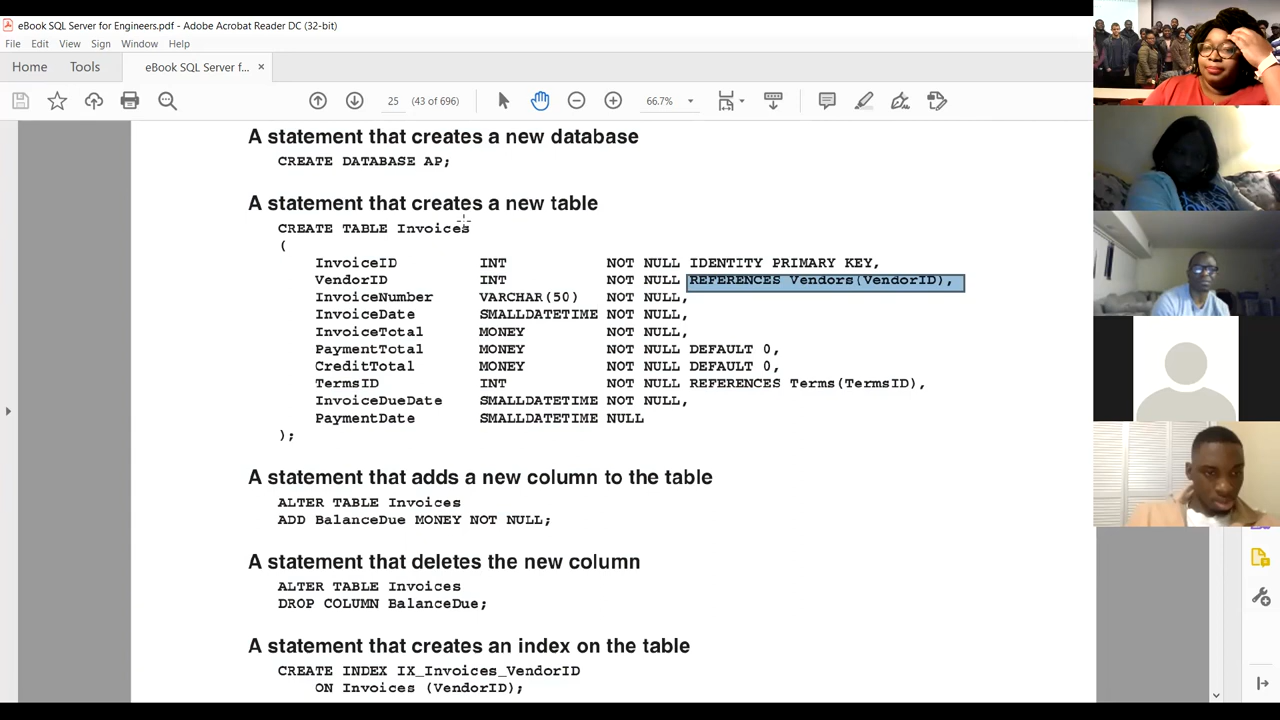 eBook SQL Server for Engineers.pdf - Adobe Acrobat Reader DC (32-bit)
File Edit View Sign Window Help
Home Tools eBook SQL Server f... ×
(43 of 696) 66.7%
A statement that creates a new database
CREATE DATABASE AP;
A statement that creates a new table
CREATE TABLE Invoices
(
InvoiceID INT NOT NULL IDENTITY PRIMARY KEY,
VendorID INT NOT NULL REFERENCES Vendors(VendorID),
InvoiceNumber VARCHAR(50) NOT NULL,
InvoiceDate SMALLDATETIME NOT NULL,
InvoiceTotal MONEY NOT NULL,
PaymentTotal MONEY NOT NULL DEFAULT 0,
CreditTotal MONEY NOT NULL DEFAULT 0,
TermsID INT NOT NULL REFERENCES Terms(TermsID),
InvoiceDueDate SMALLDATETIME NOT NULL,
PaymentDate SMALLDATETIME NULL
);
A statement that adds a new column to the table
ALTER TABLE Invoices
ADD BalanceDue MONEY NOT NULL;
A statement that deletes the new column
ALTER TABLE Invoices
DROP COLUMN BalanceDue;
A statement that creates an index on the table
CREATE INDEX IX_Invoices_VendorID
ON Invoices (VendorID);